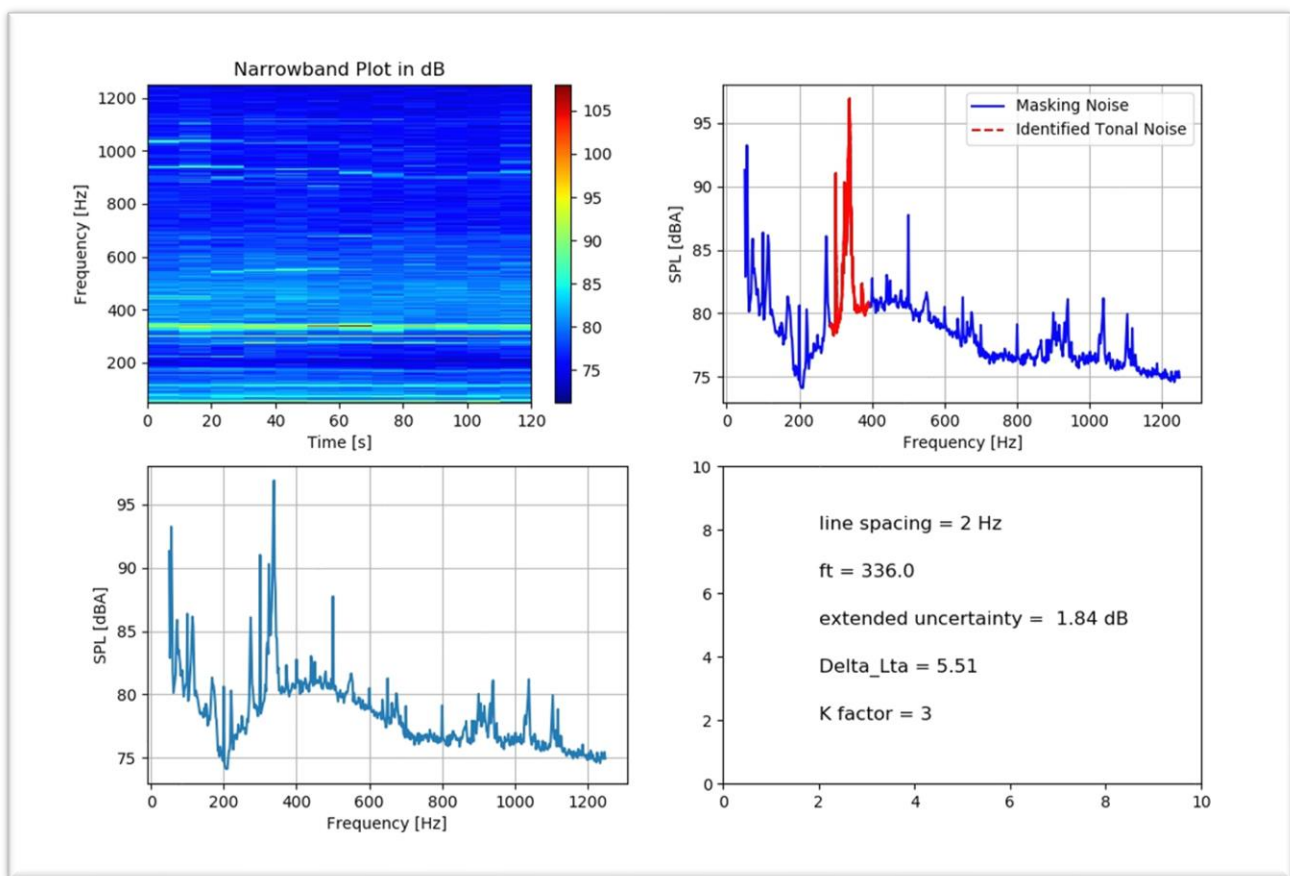 Narrowband Plot in dB
1200
1000
800
600
400
200
Frequency [Hz]
0 20 40 60 80 100 120
Time [s]
105
100
95
90
85
80
75
Masking Noise
Identified Tonal Noise
95
90
85
80
75
SPL [dBA]
0 200 400 600 800 1000 1200
Frequency [Hz]
95
90
85
80
75
SPL [dBA]
0 200 400 600 800 1000 1200
Frequency [Hz]
10
8
6
4
2
0
line spacing = 2 Hz
ft = 336.0
extended uncertainty = 1.84 dB
Delta_Lta = 5.51
K factor = 3
0 2 4 6 8 10